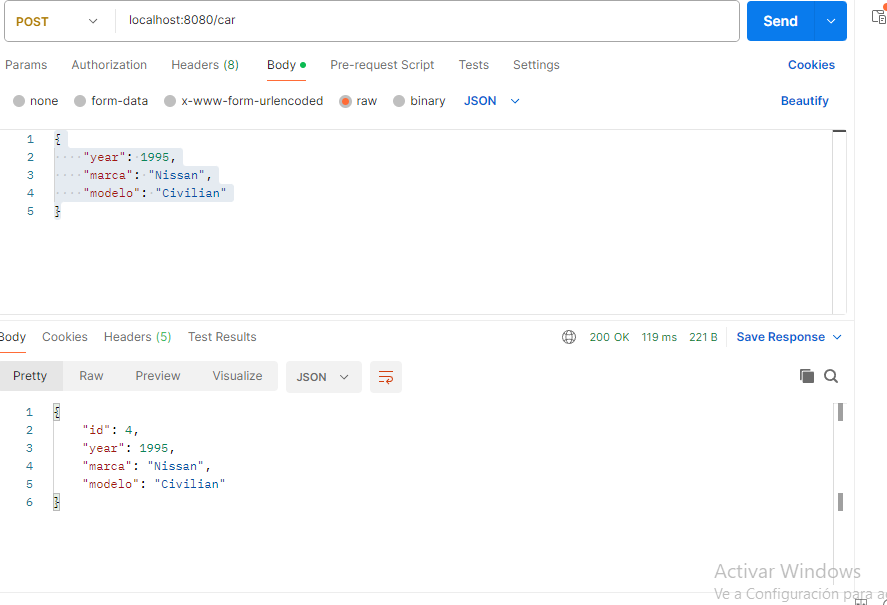 POST localhost:8080/car Send
Params Authorization Headers (8) Body Pre-request Script Tests Settings Cookies
none form-data x-www-form-urlencoded raw binary JSON Beautify
1 {
2 "year": 1995,
3 "marca": "Nissan",
4 "modelo": "Civilian"
5 }
Body Cookies Headers (5) Test Results 200 OK 119 ms 221 B Save Response
Pretty Raw Preview Visualize JSON
1 {
2 "id": 4,
3 "year": 1995,
4 "marca": "Nissan",
5 "modelo": "Civilian"
6 }
Activar Windows
Ve a Configuración para a